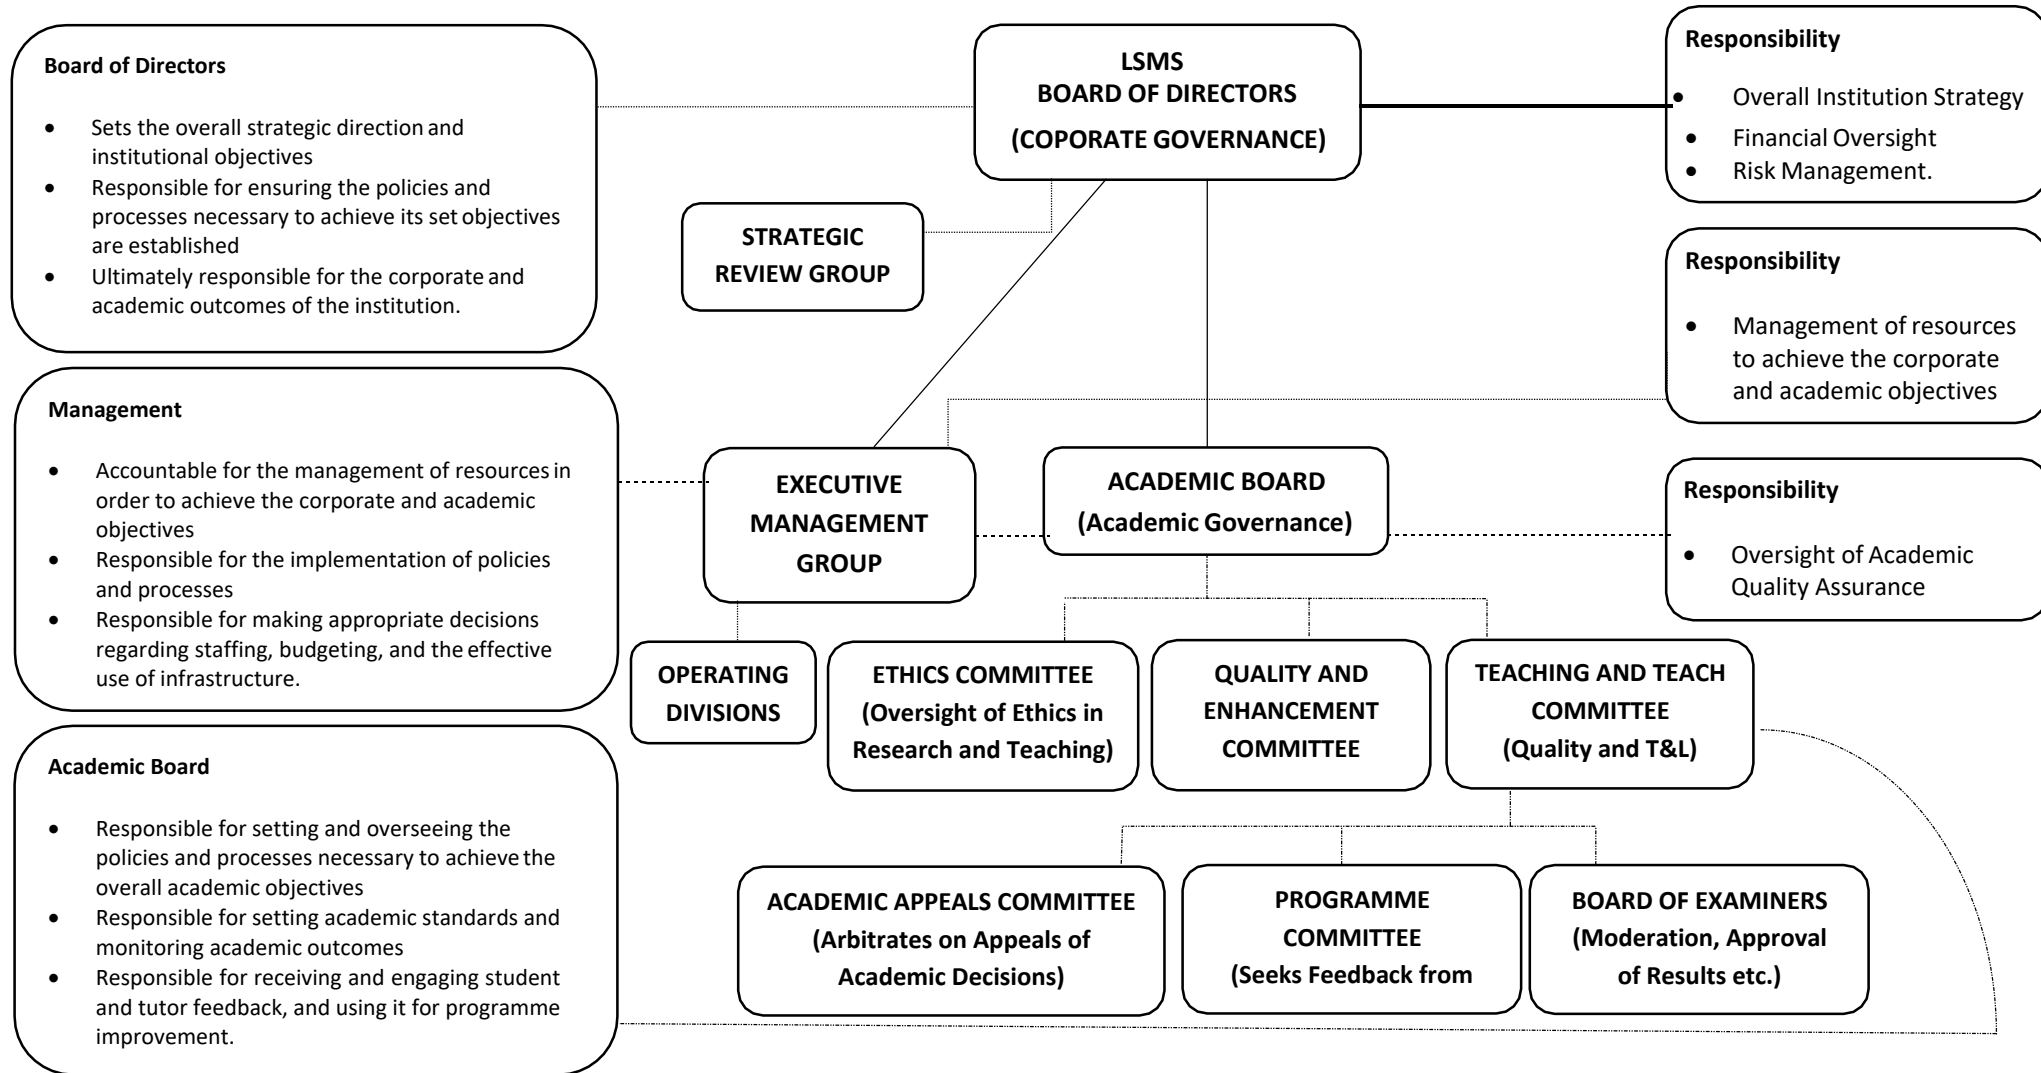 Board of Directors
• Sets the overall strategic direction and
institutional objectives
• Responsible for ensuring the policies and
processes necessary to achieve its set objectives
are established
• Ultimately responsible for the corporate and
academic outcomes of the institution.
LSMS
BOARD OF DIRECTORS
(COPORATE GOVERNANCE)
Responsibility
• Overall Institution Strategy
• Financial Oversight
• Risk Management.
STRATEGIC
REVIEW GROUP
Responsibility
• Management of resources
to achieve the corporate
and academic objectives
Management
• Accountable for the management of resources in
order to achieve the corporate and academic
objectives
• Responsible for the implementation of policies
and processes
• Responsible for making appropriate decisions
regarding staffing, budgeting, and the effective
use of infrastructure.
EXECUTIVE
MANAGEMENT
GROUP
ACADEMIC BOARD
(Academic Governance)
Responsibility
• Oversight of Academic
Quality Assurance
OPERATING
DIVISIONS
ETHICS COMMITTEE
(Oversight of Ethics in
Research and Teaching)
QUALITY AND
ENHANCEMENT
COMMITTEE
TEACHING AND TEACH
COMMITTEE
(Quality and T&L)
Academic Board
• Responsible for setting and overseeing the
policies and processes necessary to achieve the
overall academic objectives
• Responsible for setting academic standards and
monitoring academic outcomes
• Responsible for receiving and engaging student
and tutor feedback, and using it for programme
improvement.
ACADEMIC APPEALS COMMITTEE
(Arbitrates on Appeals of
Academic Decisions)
PROGRAMME
COMMITTEE
(Seeks Feedback from
BOARD OF EXAMINERS
(Moderation, Approval
of Results etc.)